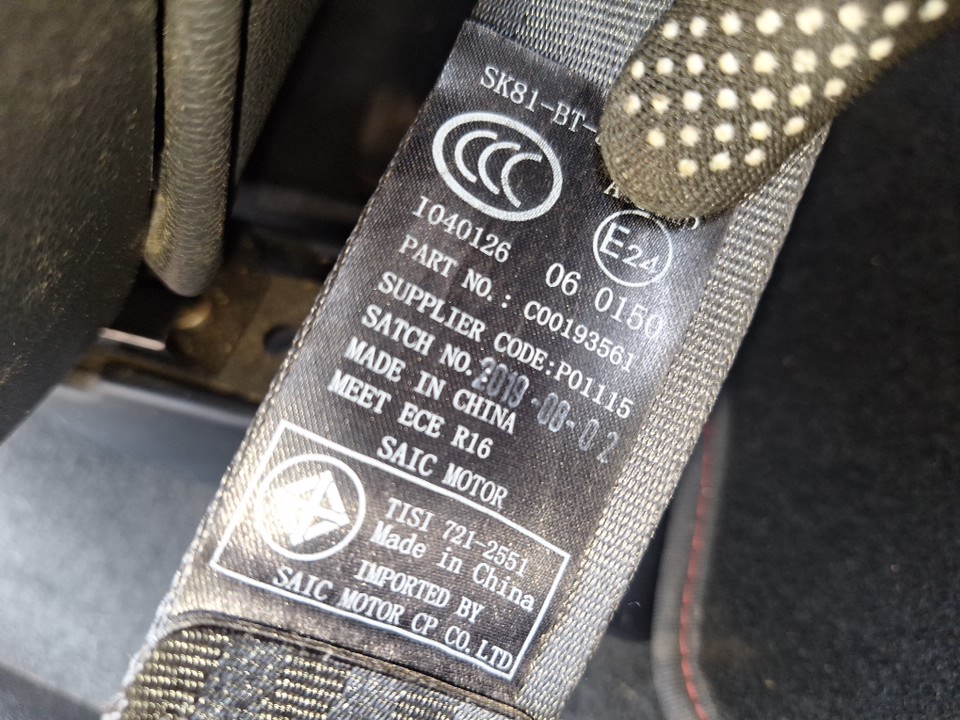 SK81-BT-
CCC
E24
I040126 06 0150
PART NO.: C00193561
SUPPLIER CODE:P01115
SATCH NO. 2019-08-02
MADE IN CHINA
MEET ECE R16
SAIC MOTOR
TISI 721-2551
Made in China
IMPORTED BY
SAIC MOTOR CP CO.LTD